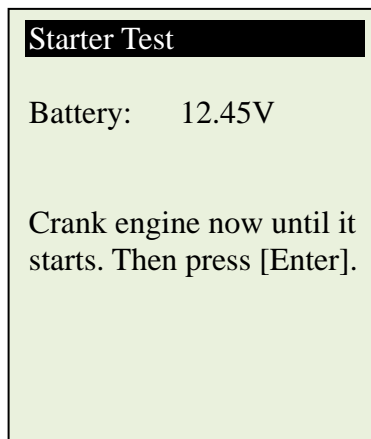 Starter Test
Battery: 12.45V
Crank engine now until it
starts. Then press [Enter].